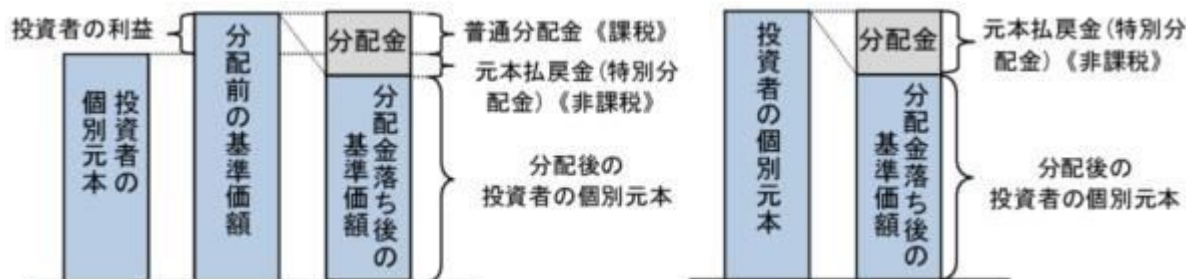 投資者の利益
投資者の
個別元本
分配前の基準価額
分配金
分配金落ち後の
基準価額
普通分配金《課税》
元本払戻金(特別分
配金)《非課税》
分配後の
投資者の個別元本
投資者の個別元本
分配金
分配金落ち後の
基準価額
元本払戻金(特別分
配金)《非課税》
分配後の
投資者の個別元本